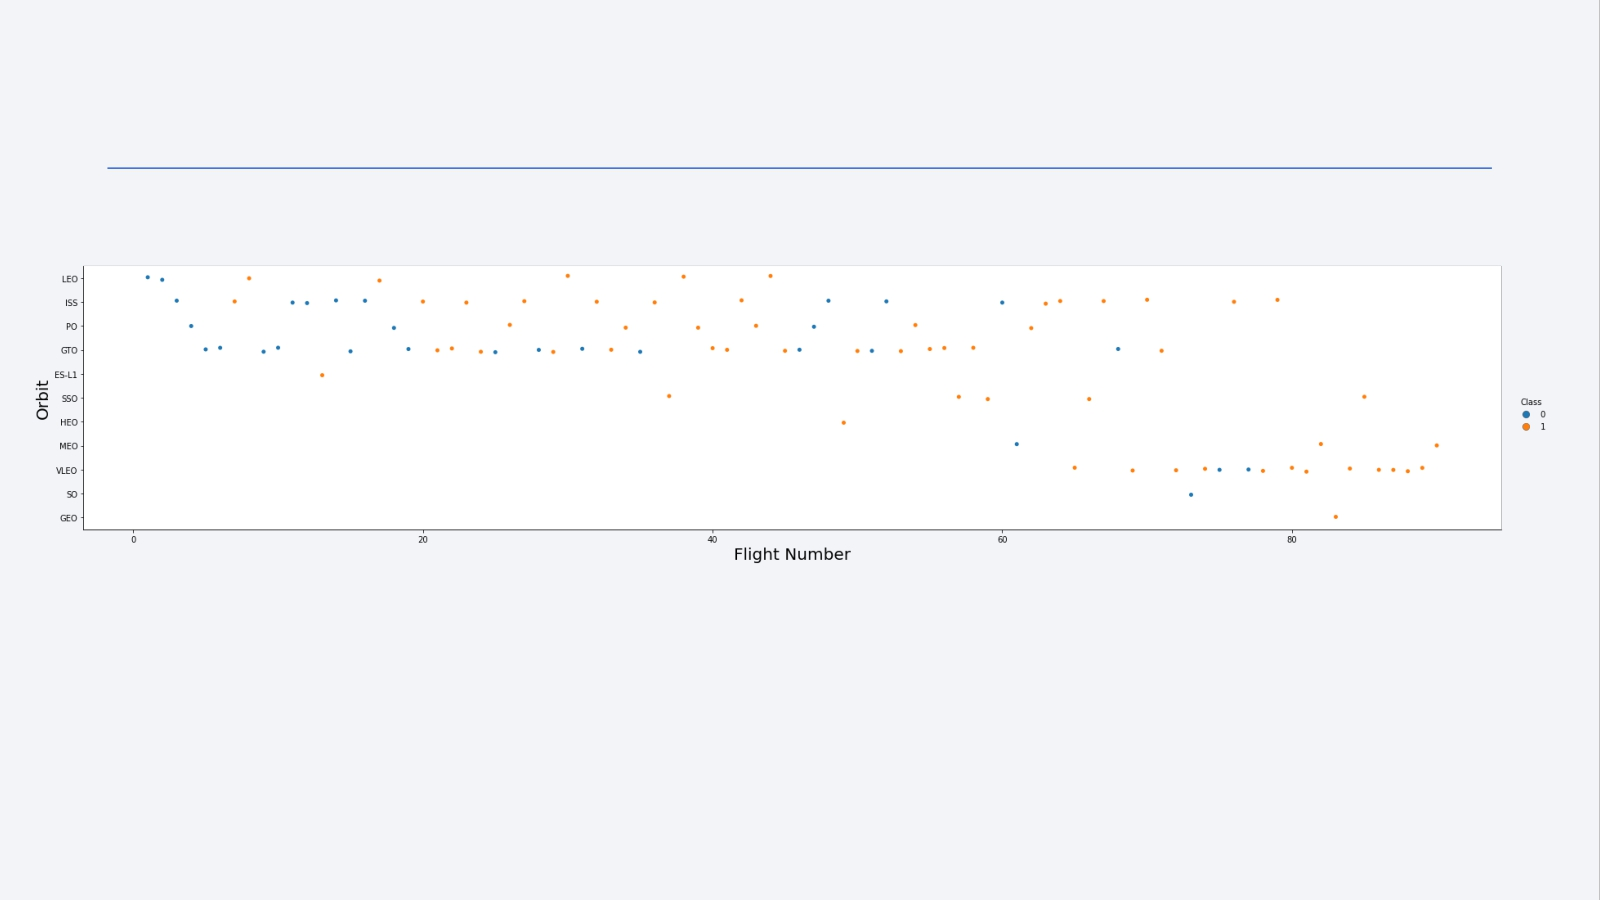 LEO
ISS
PO
GTO
ES-L1
SSO
HEO
MEO
VLEO
SO
GEO
Orbit
0 20 40 60 80
Flight Number
Class
0
1